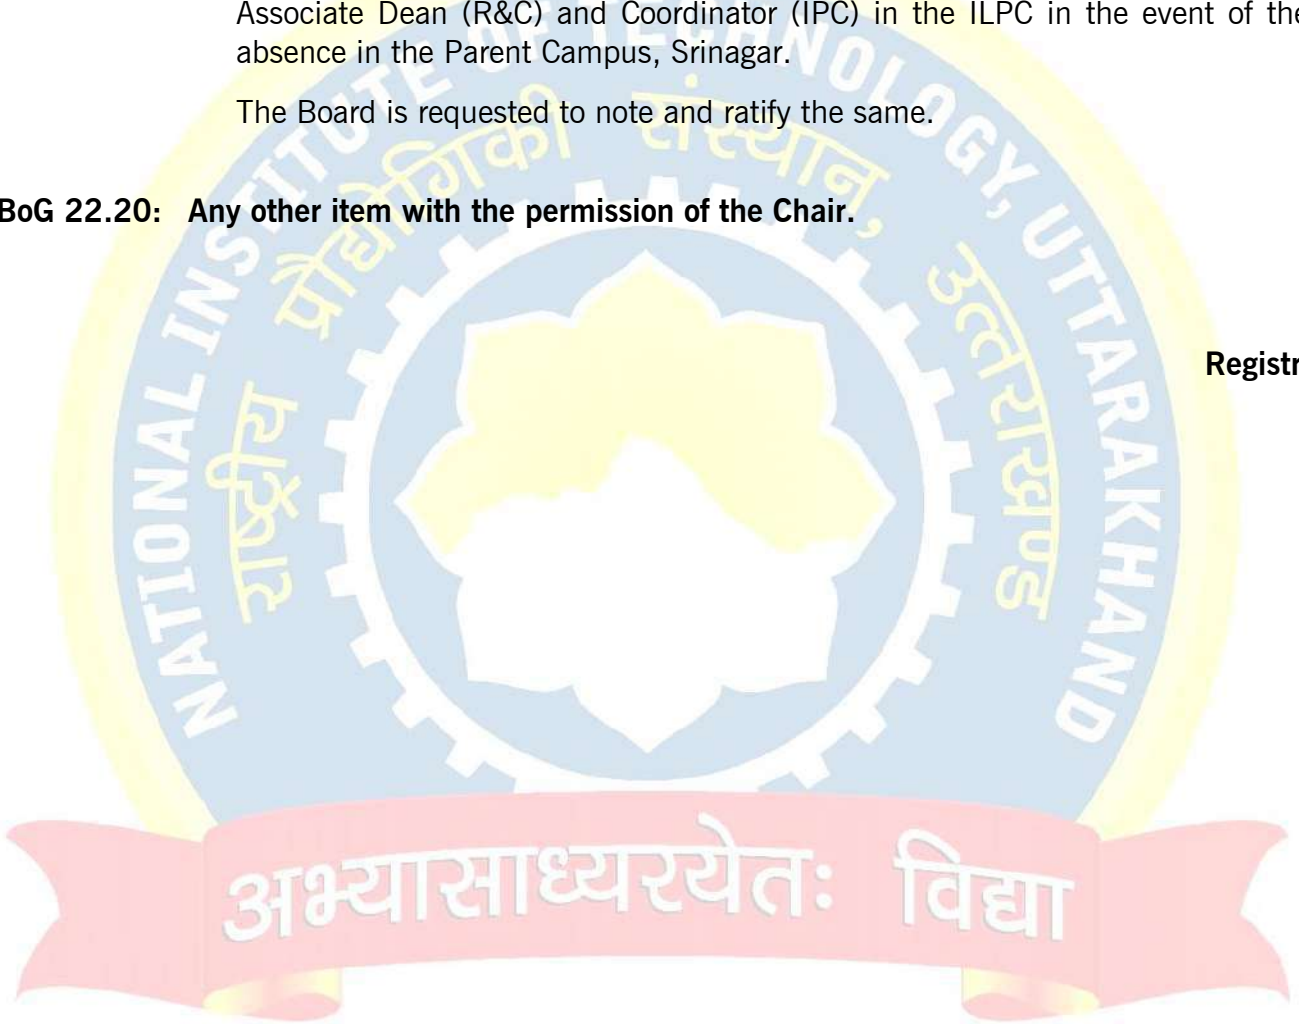 Associate Dean (R&C) and Coordinator (IPC) in the ILPC in the event of the
absence in the Parent Campus, Srinagar.
The Board is requested to note and ratify the same.
BoG 22.20: Any other item with the permission of the Chair.
Registr
NATIONAL INSTITUTE OF TECHNOLOGY, UTTARAKHAND
राष्ट्रीय प्रौद्योगिकी संस्थान, उत्तराखण्ड
अभ्यासाध्यरयेतः विद्या